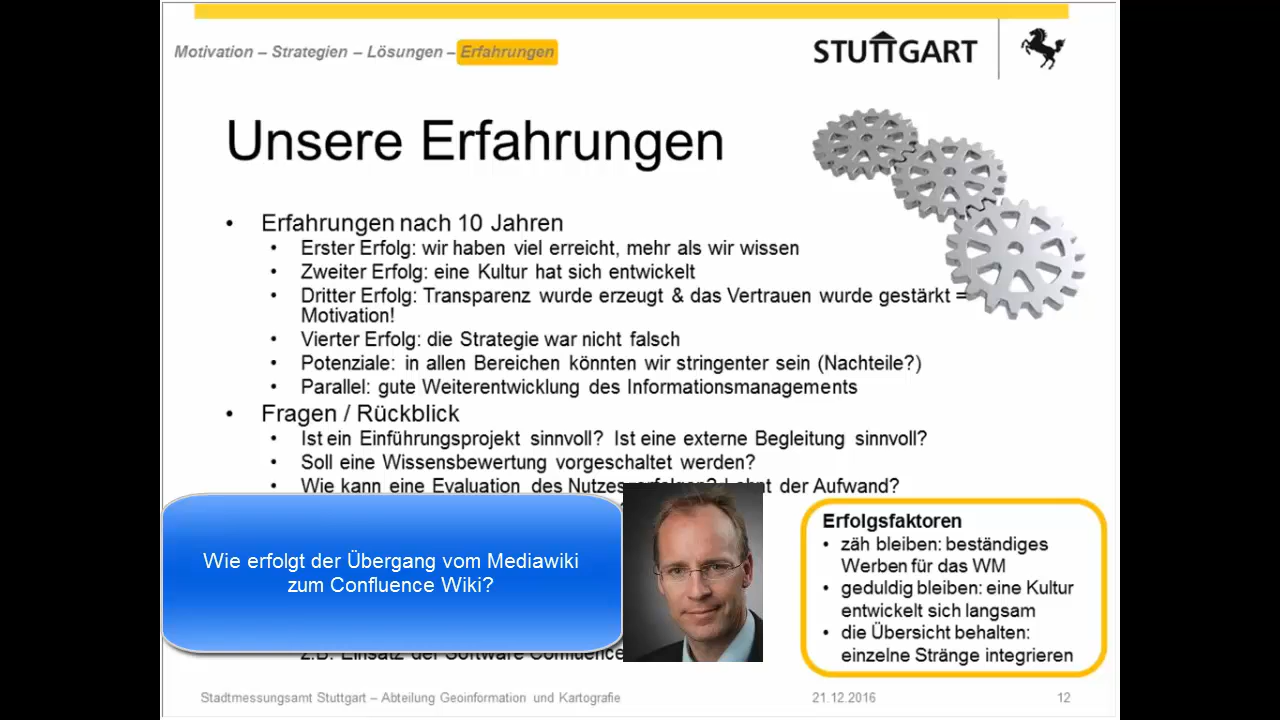 Motivation – Strategien – Lösungen – Erfahrungen
STUTTGART
Unsere Erfahrungen
• Erfahrungen nach 10 Jahren
• Erster Erfolg: wir haben viel erreicht, mehr als wir wissen
• Zweiter Erfolg: eine Kultur hat sich entwickelt
• Dritter Erfolg: Transparenz wurde erzeugt & das Vertrauen wurde gestärkt =
Motivation!
• Vierter Erfolg: die Strategie war nicht falsch
• Potenziale: in allen Bereichen könnten wir stringenter sein (Nachteile?)
• Parallel: gute Weiterentwicklung des Informationsmanagements
• Fragen / Rückblick
• Ist ein Einführungsprojekt sinnvoll? Ist eine externe Begleitung sinnvoll?
• Soll eine Wissensbewertung vorgeschaltet werden?
• Wie kann eine Evaluation des Nutzes erfolgen? Lohnt der Aufwand?
Wie erfolgt der Übergang vom Mediawiki
zum Confluence Wiki?
z.B. Einsatz der Software Confluence
Erfolgsfaktoren
• zäh bleiben: beständiges
Werben für das WM
• geduldig bleiben: eine Kultur
entwickelt sich langsam
• die Übersicht behalten:
einzelne Stränge integrieren
Stadtmessungsamt Stuttgart – Abteilung Geoinformation und Kartografie
21.12.2016
12